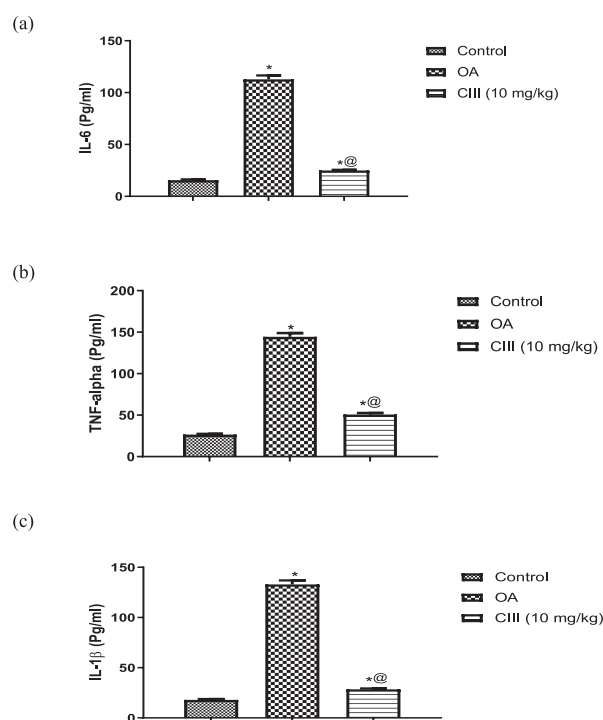 (a)
150
100
50
0
IL-6 (Pg/ml)
*
*@
Control
OA
CIII (10 mg/kg)
(b)
200
150
100
50
0
TNF-alpha (Pg/ml)
*
*@
Control
OA
CIII (10 mg/kg)
(c)
150
100
50
0
IL-1β (Pg/ml)
*
*@
Control
OA
CIII (10 mg/kg)